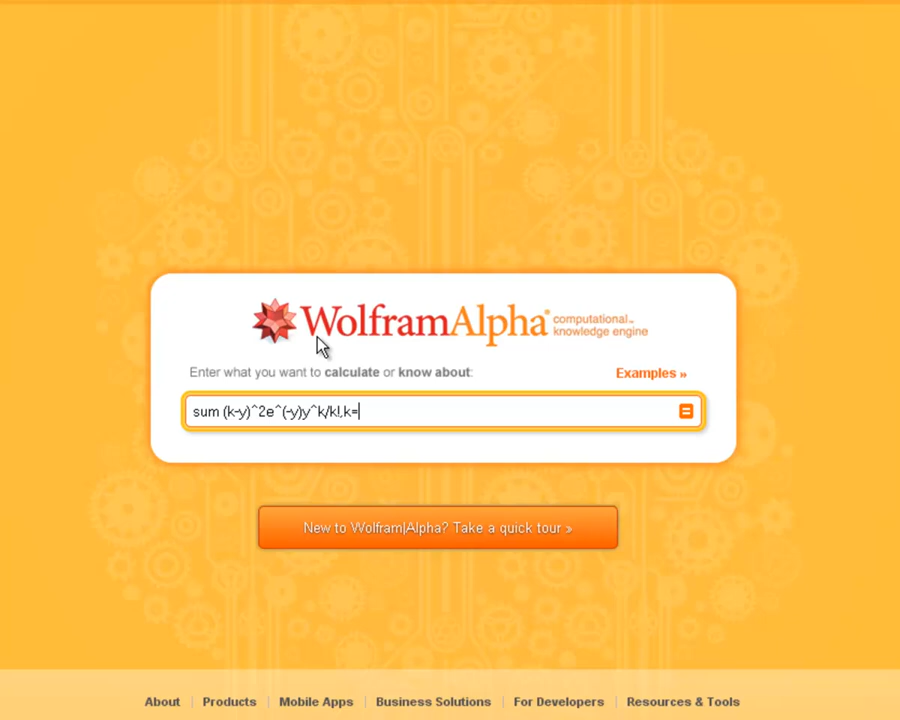 WolframAlpha® computational™
knowledge engine
Enter what you want to calculate or know about:
Examples »
sum (k-y)^2e^(-y)y^k/k!,k=
New to Wolfram|Alpha? Take a quick tour »
About | Products | Mobile Apps | Business Solutions | For Developers | Resources & Tools